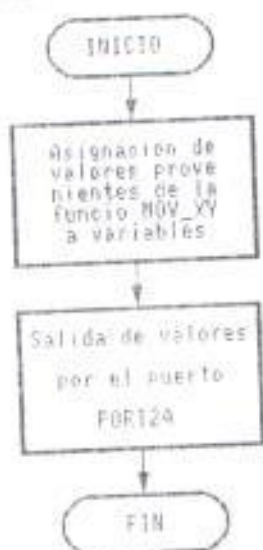 INICIO
Asignacion de
valores prove
nientes de la
funcio MOV_XY
a variables
Salida de valores
por el puerto
PORT2A
FIN